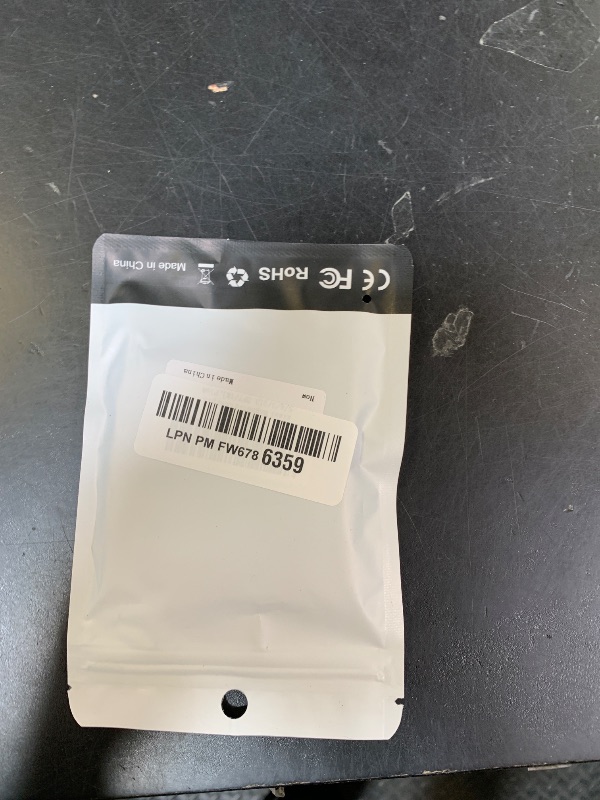 CE FC RoHS Made in China
Made in China
New
LPN PM FW678 6359